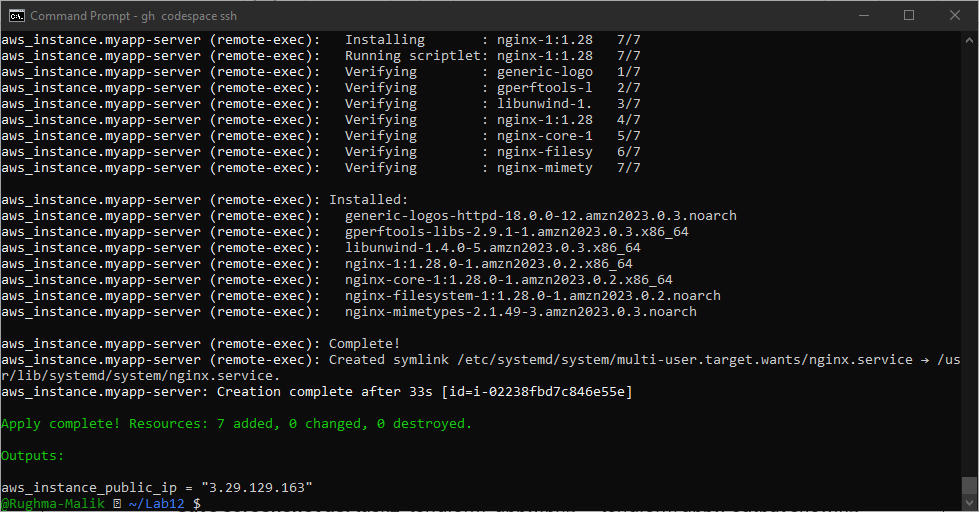 Command Prompt - gh  codespace ssh
aws_instance.myapp-server (remote-exec):   Installing       : nginx-1:1.28   7/7
aws_instance.myapp-server (remote-exec):   Running scriptlet: nginx-1:1.28   7/7
aws_instance.myapp-server (remote-exec):   Verifying        : generic-logo   1/7
aws_instance.myapp-server (remote-exec):   Verifying        : gperftools-l   2/7
aws_instance.myapp-server (remote-exec):   Verifying        : libunwind-1.   3/7
aws_instance.myapp-server (remote-exec):   Verifying        : nginx-1:1.28   4/7
aws_instance.myapp-server (remote-exec):   Verifying        : nginx-core-1   5/7
aws_instance.myapp-server (remote-exec):   Verifying        : nginx-filesy   6/7
aws_instance.myapp-server (remote-exec):   Verifying        : nginx-mimety   7/7
aws_instance.myapp-server (remote-exec): Installed:
aws_instance.myapp-server (remote-exec):   generic-logos-httpd-18.0.0-12.amzn2023.0.3.noarch
aws_instance.myapp-server (remote-exec):   gperftools-libs-2.9.1-1.amzn2023.0.3.x86_64
aws_instance.myapp-server (remote-exec):   libunwind-1.4.0-5.amzn2023.0.3.x86_64
aws_instance.myapp-server (remote-exec):   nginx-1:1.28.0-1.amzn2023.0.2.x86_64
aws_instance.myapp-server (remote-exec):   nginx-core-1:1.28.0-1.amzn2023.0.2.x86_64
aws_instance.myapp-server (remote-exec):   nginx-filesystem-1:1.28.0-1.amzn2023.0.2.noarch
aws_instance.myapp-server (remote-exec):   nginx-mimetypes-2.1.49-3.amzn2023.0.3.noarch
aws_instance.myapp-server (remote-exec): Complete!
aws_instance.myapp-server (remote-exec): Created symlink /etc/systemd/system/multi-user.target.wants/nginx.service → /us
r/lib/systemd/system/nginx.service.
aws_instance.myapp-server: Creation complete after 33s [id=i-02238fbd7c846e55e]
Apply complete! Resources: 7 added, 0 changed, 0 destroyed.
Outputs:
aws_instance_public_ip = "3.29.129.163"
@Rughma-Malik ~/Lab12 $